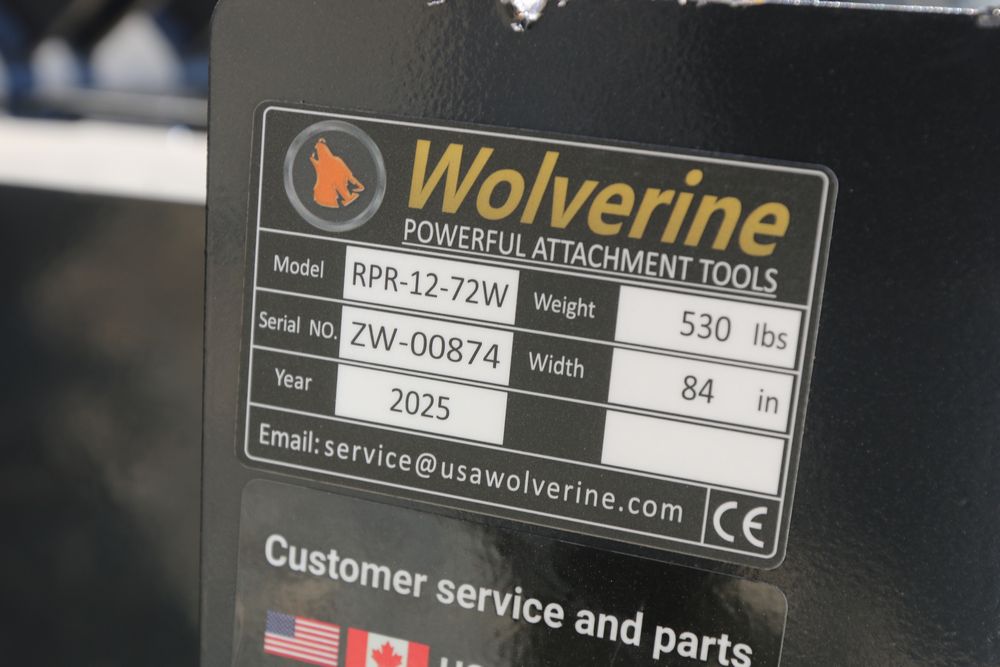 Wolverine
POWERFUL ATTACHMENT TOOLS
Model RPR-12-72W Weight 530 lbs
Serial NO. ZW-00874 Width 84 in
Year 2025
Email: service@usawolverine.com CE
Customer service and parts